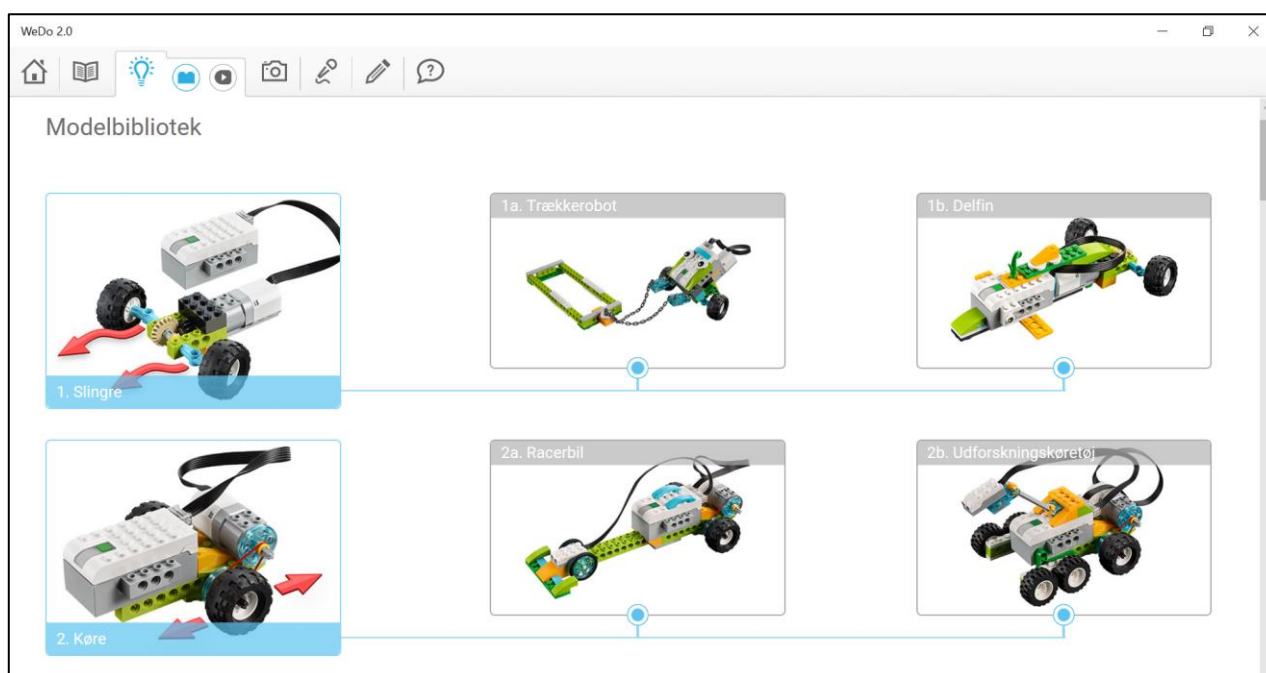 WeDo 2.0
Modelbibliotek
1. Slingre
1a. Trækkerobot
1b. Delfin
2. Køre
2a. Racerbil
2b. Udforskningskøretøj